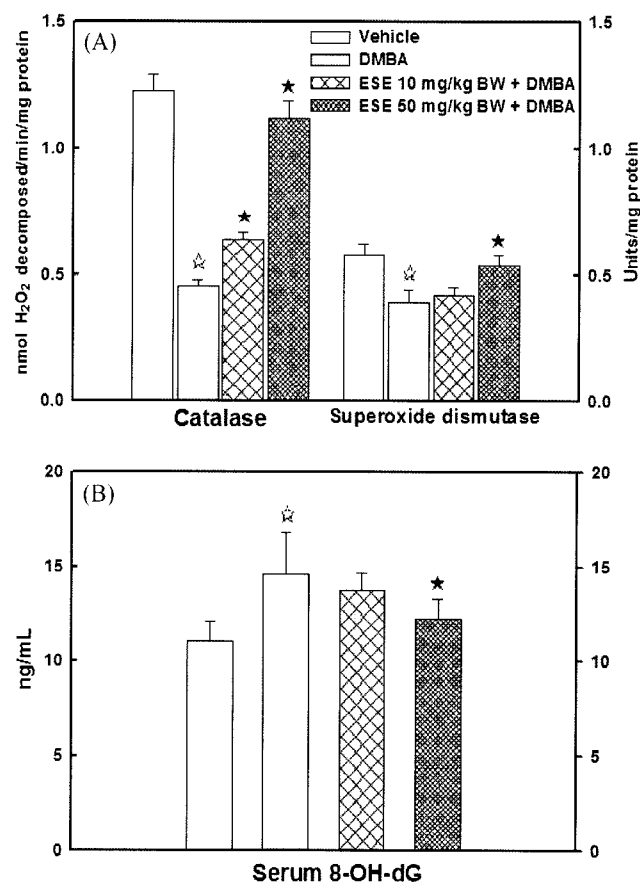 (A)
Vehicle
DMBA
ESE 10 mg/kg BW + DMBA
ESE 50 mg/kg BW + DMBA
nmol H₂O₂ decomposed/min/mg protein
1.5
1.0
0.5
0.0
1.5
1.0
0.5
0.0
Units/mg protein
Catalase
Superoxide dismutase
(B)
ng/mL
20
15
10
5
0
20
15
10
5
0
Serum 8-OH-dG